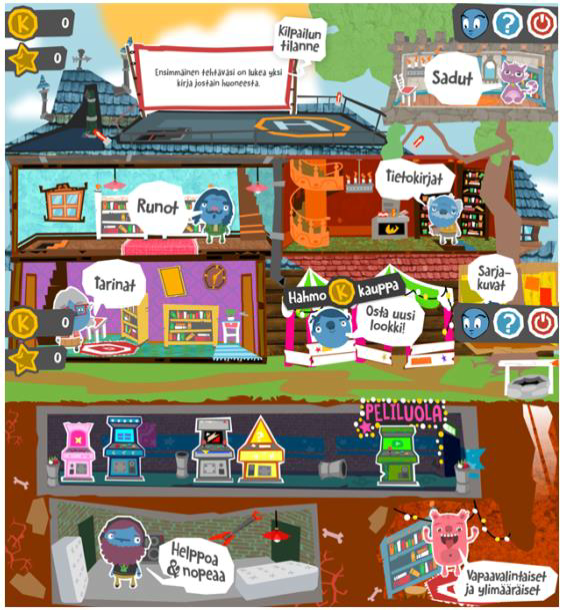 K 0
0
Kilpailun
tilanne
?
Ensimmäinen tehtäväsi on lukea yksi
kirja jostain huoneesta.
Sadut
H
Runot
Tietokirjat
Tarinat
Hahmo K kauppa
Osta uusi
lookki!
Sarja-
kuvat
K 0
0
?
PELILUOLA
?
Helppoa
& nopeaa
Vapaavalintaiset
ja ylimääräiset